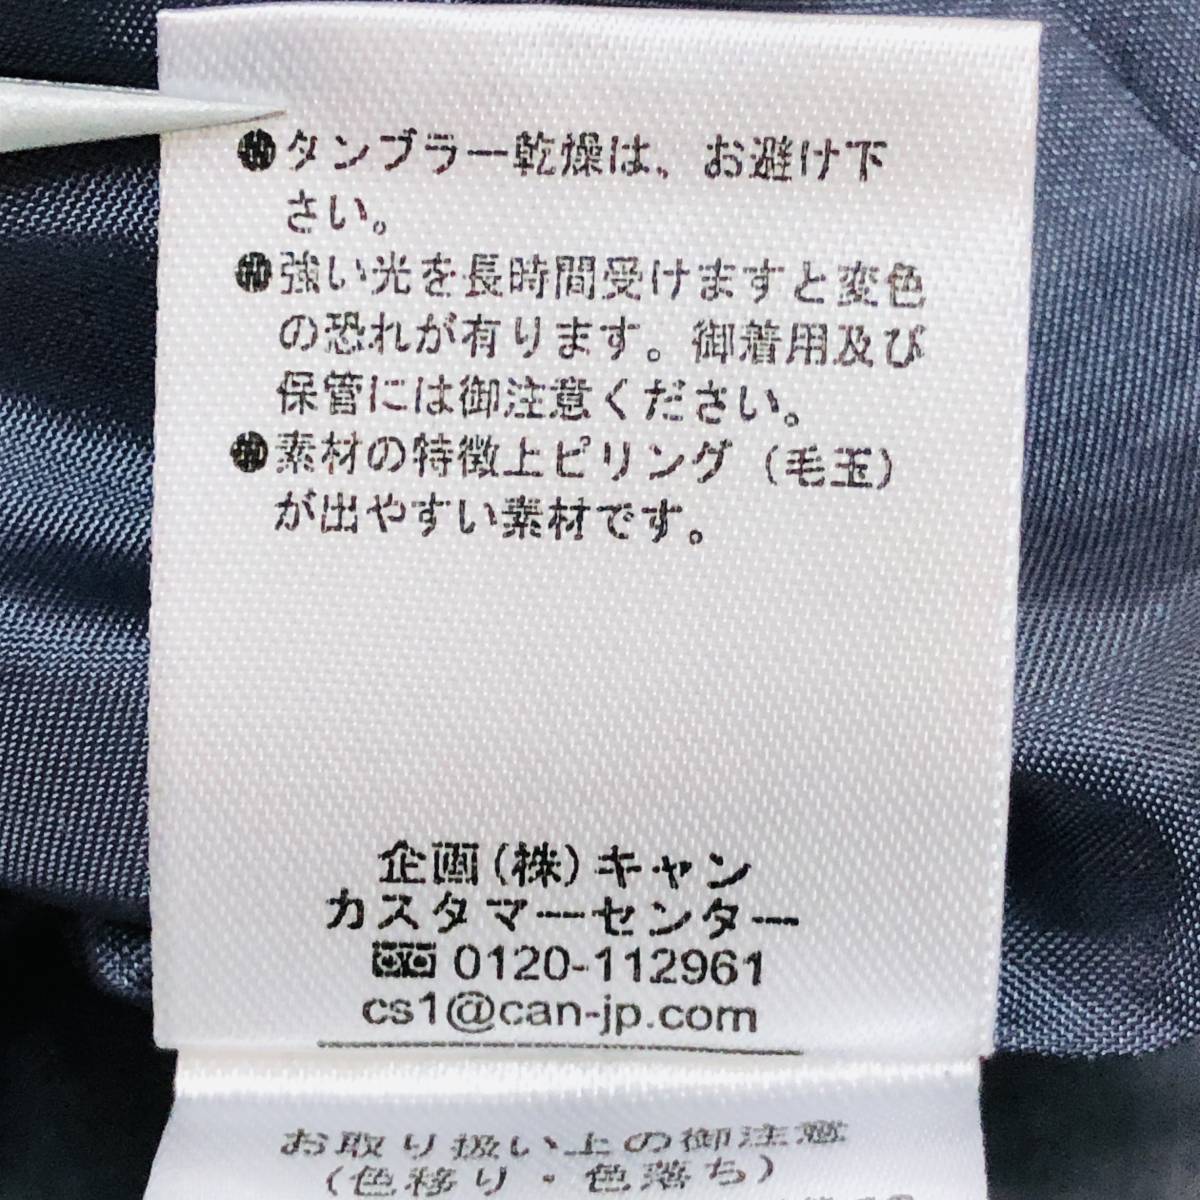 ●タンブラー乾燥は、お避け下
さい。
●強い光を長時間受けますと変色
の恐れが有ります。御着用及び
保管には御注意ください。
●素材の特徴上ピリング(毛玉)
が出やすい素材です。
企画(株)キャン
カスタマーセンター
0120-112961
cs1@can-jp.com
お取り扱い上の御注意
(色移り・色落ち)